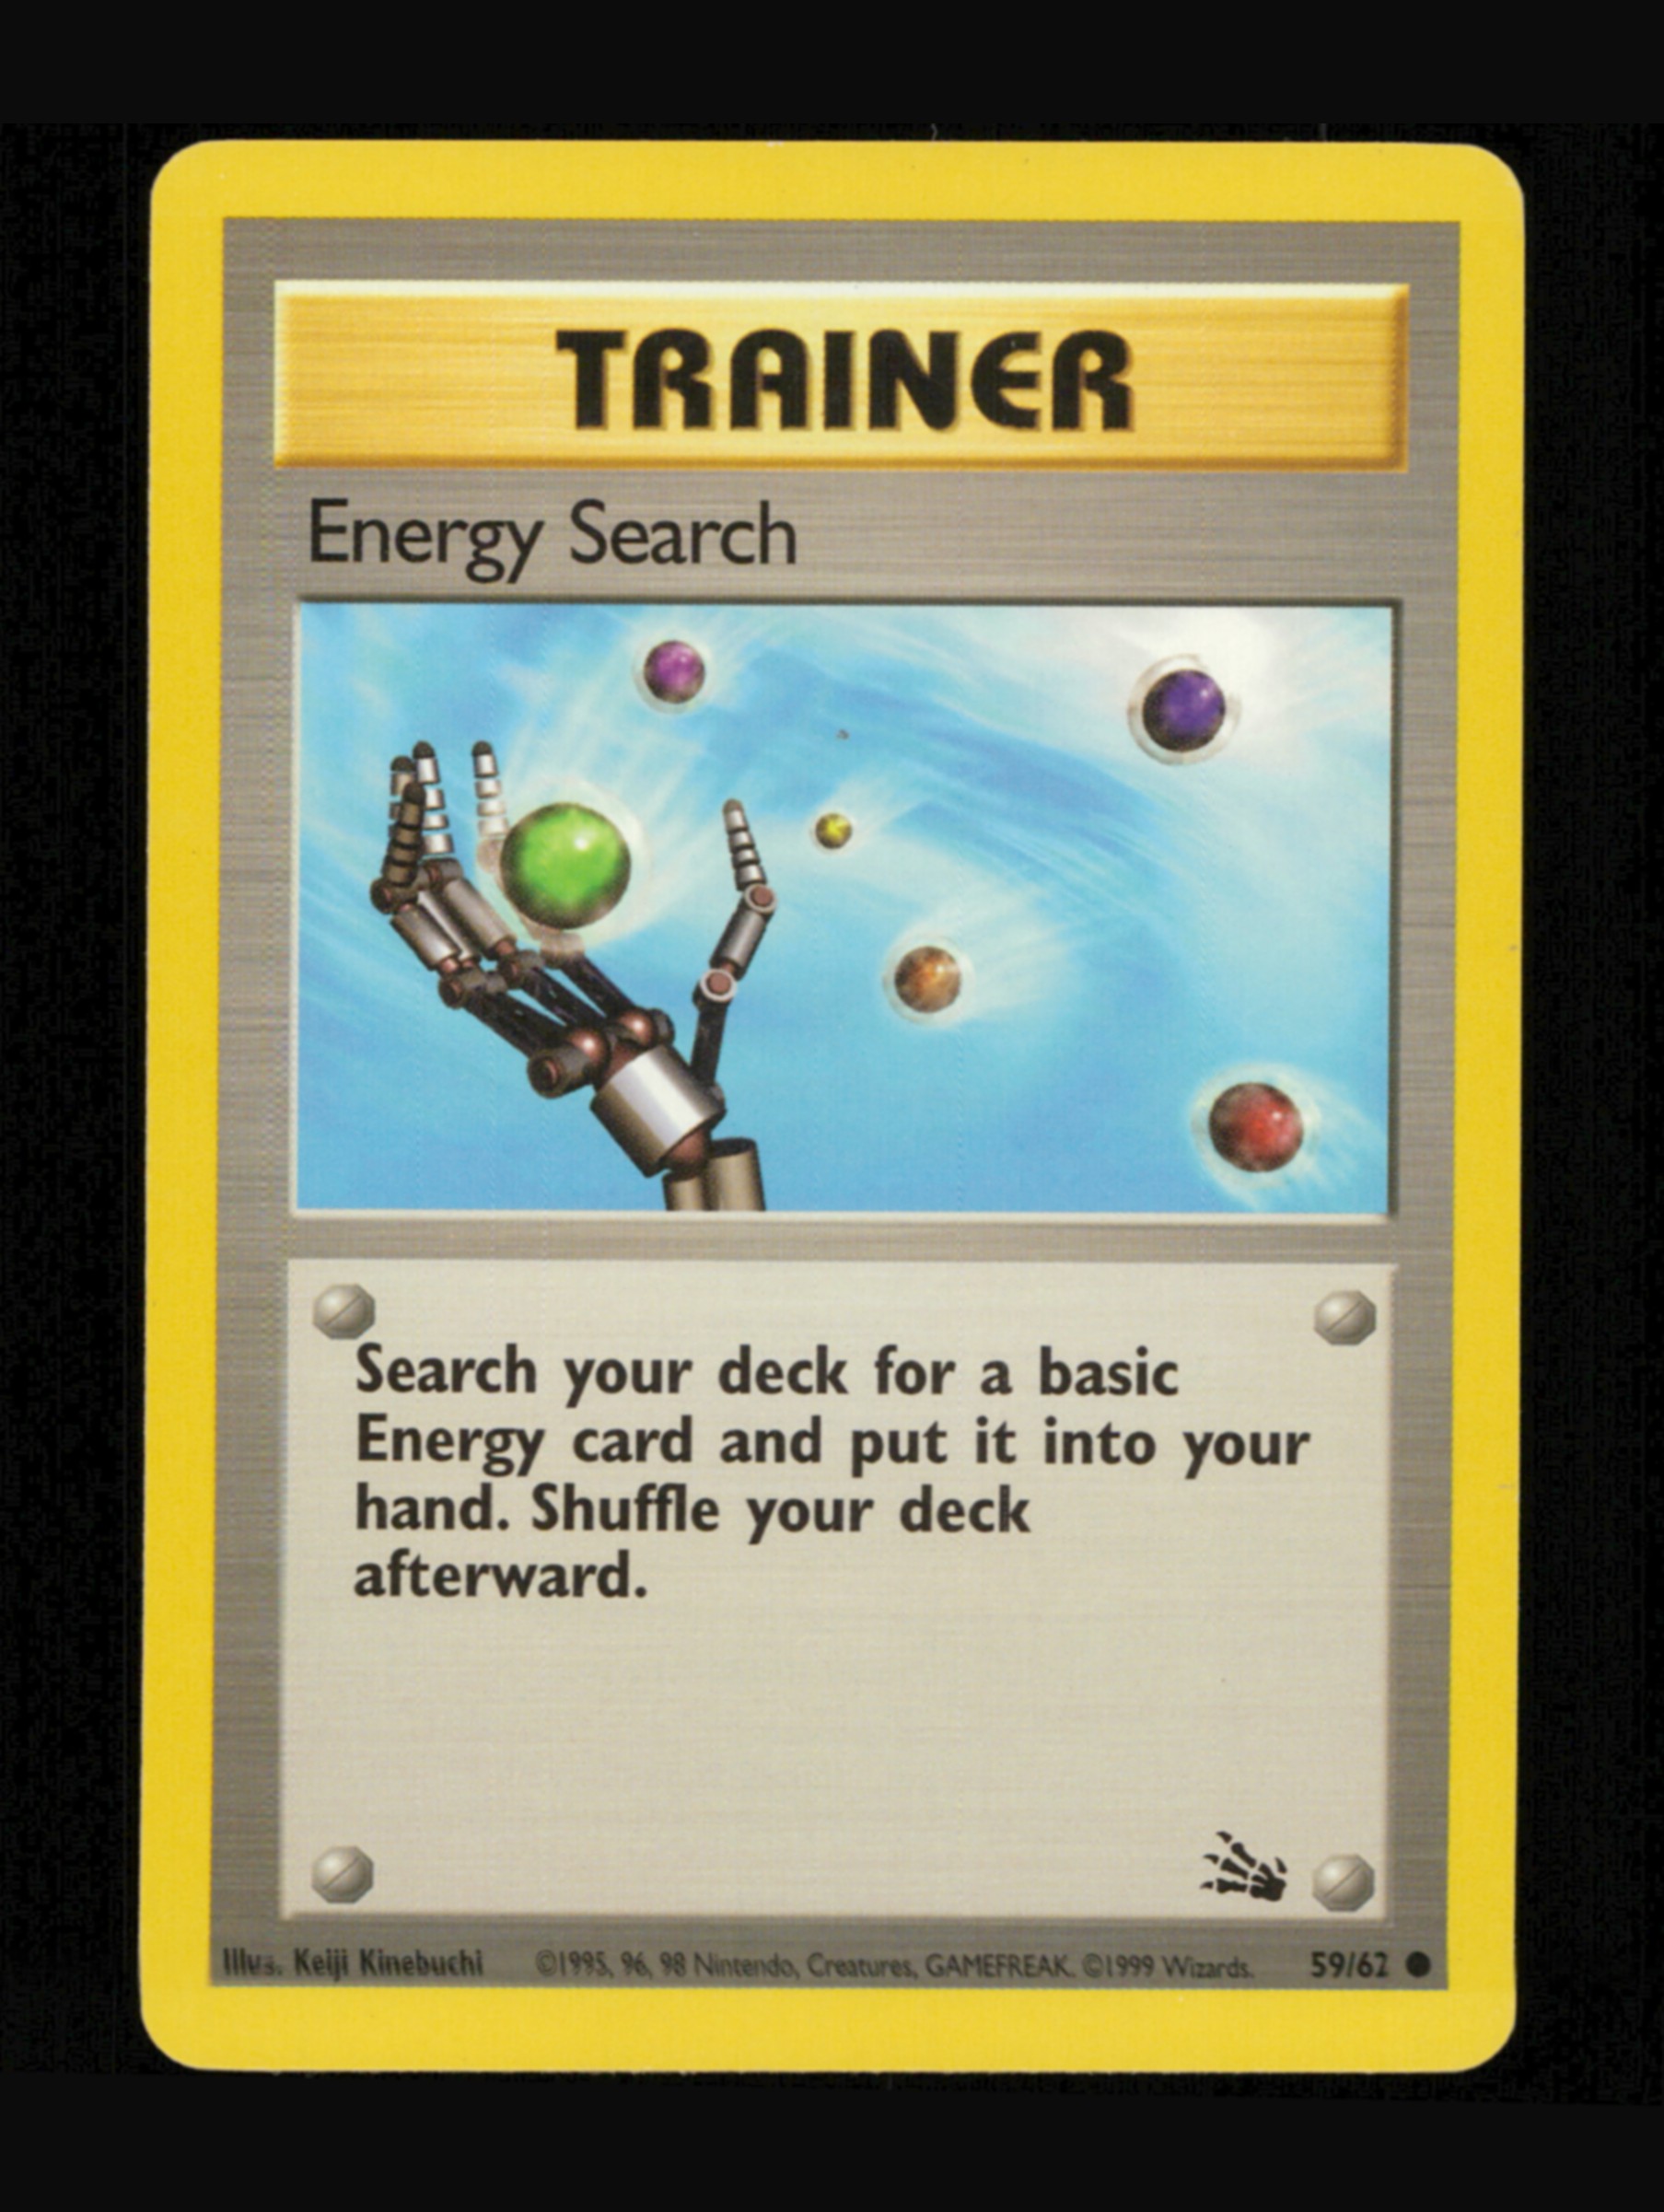 TRAINER
Energy Search
Search your deck for a basic
Energy card and put it into your
hand. Shuffle your deck
afterward.
Illus. Keiji Kinebuchi ©1995, 96, 98 Nintendo, Creatures, GAMEFREAK. ©1999 Wizards. 59/62